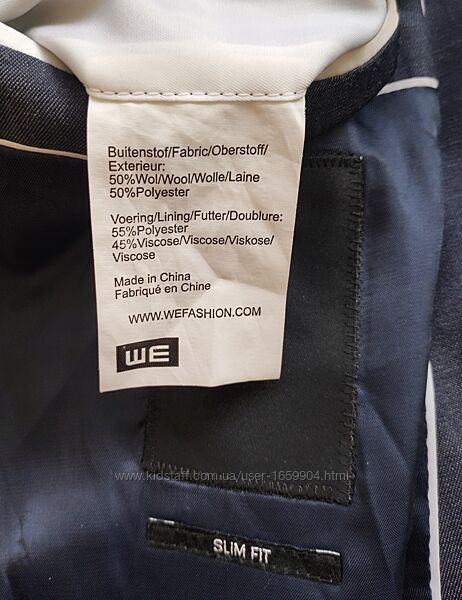 Buitenstof/Fabric/Oberstoff/
Exterieur:
50%Wol/Wool/Wolle/Laine
50%Polyester
Voering/Lining/Futter/Doublure:
55%Polyester
45%Viscose/Viscose/Viskose/
Viscose
Made in China
Fabriqué en Chine
WWW.WEFASHION.COM
WE
www.kidstaff.com.ua/user-1659904.html
SLIM FIT